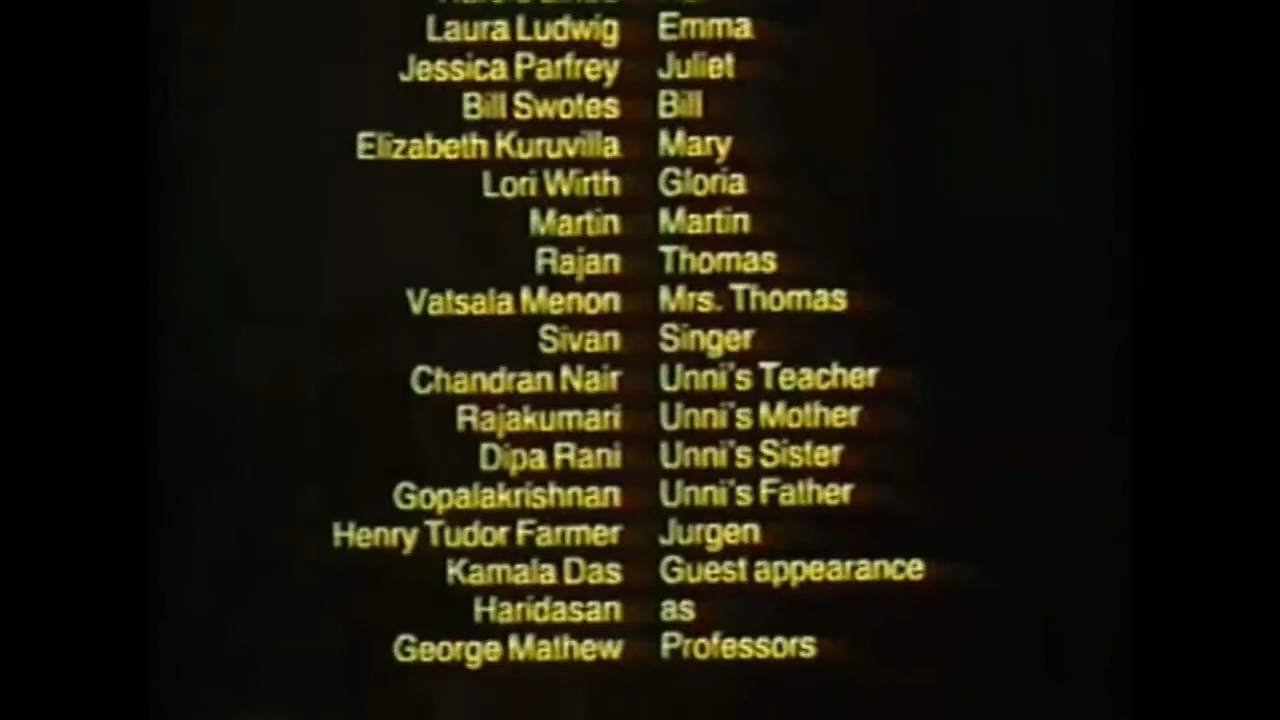 Laura Ludwig Emma
Jessica Parfrey Juliet
Bill Swotes Bill
Elizabeth Kuruvilla Mary
Lori Wirth Gloria
Martin Martin
Rajan Thomas
Vatsala Menon Mrs. Thomas
Sivan Singer
Chandran Nair Unni's Teacher
Rajakumari Unni's Mother
Dipa Rani Unni's Sister
Gopalakrishnan Unni's Father
Henry Tudor Farmer Jurgen
Kamala Das Guest appearance
Haridasan as
George Mathew Professors